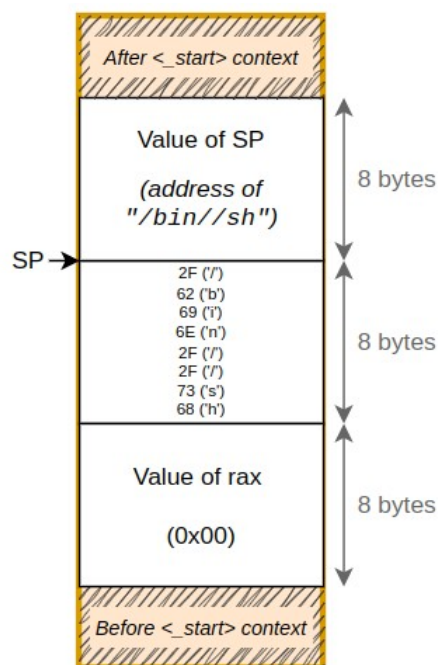 After <_start> context
Value of SP
(address of
"/bin//sh")
8 bytes
SP
2F ('/')
62 ('b')
69 ('i')
6E ('n')
2F ('/')
2F ('/')
73 ('s')
68 ('h')
8 bytes
Value of rax
(0x00)
8 bytes
Before <_start> context